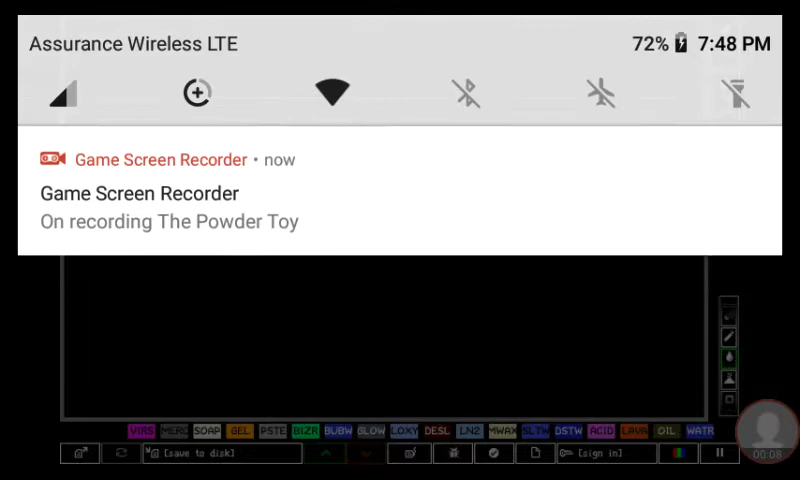 Assurance Wireless LTE 72% 7:48 PM
Game Screen Recorder • now
Game Screen Recorder
On recording The Powder Toy
VIRS MERC SOAP GEL PSTE BIZR BUBW GLOW LOXY DESL LN2 MWAX SLTW DSTW ACID LAVA OIL WATR
[save to disk] [sign in]
00:08